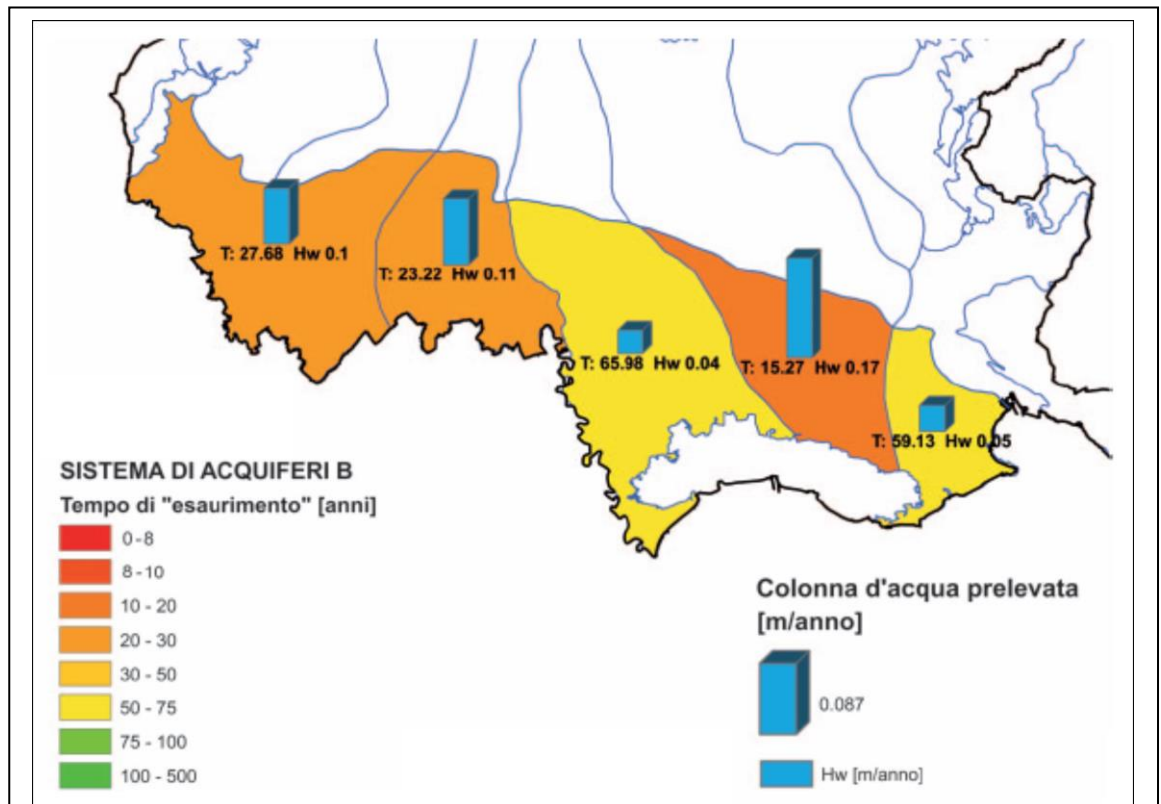 T: 27.68 Hw 0.1
T: 23.22 Hw 0.11
T: 65.98 Hw 0.04
T: 15.27 Hw 0.17
T: 59.13 Hw 0.05
SISTEMA DI ACQUIFERI B
Tempo di "esaurimento" [anni]
0 - 8
8 - 10
10 - 20
20 - 30
30 - 50
50 - 75
75 - 100
100 - 500
Colonna d'acqua prelevata
[m/anno]
0.087
Hw [m/anno]